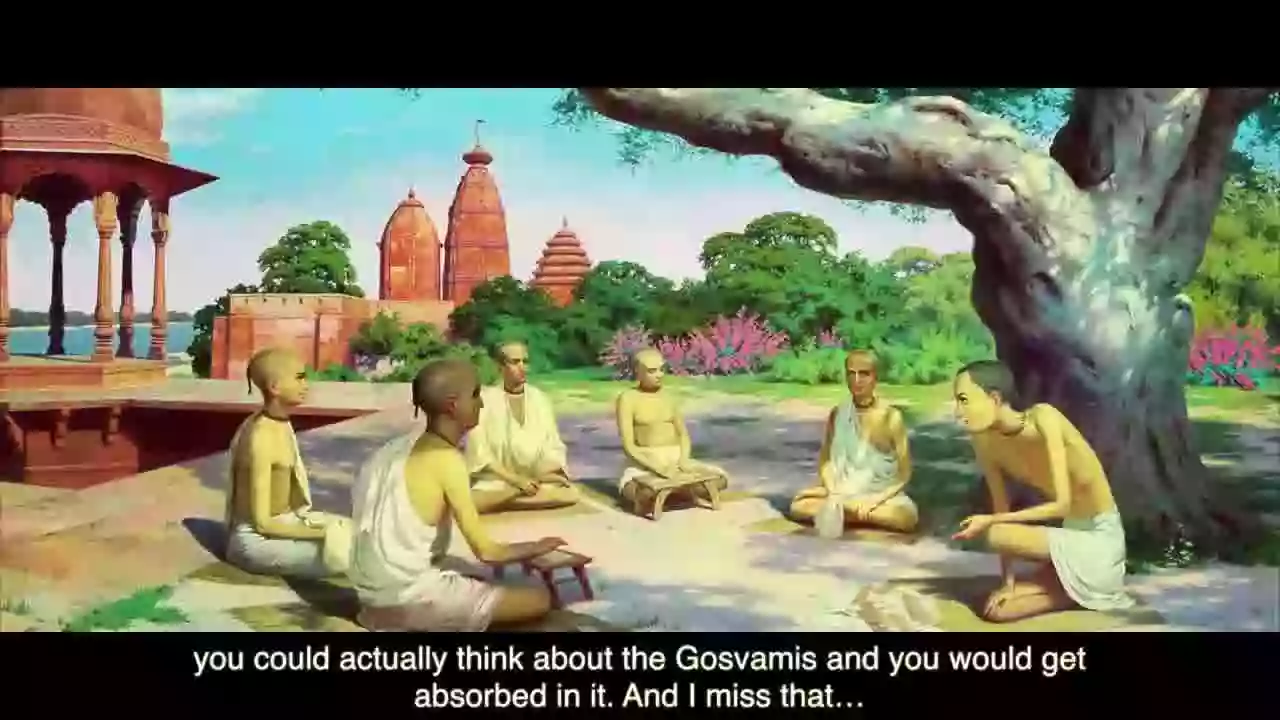 you could actually think about the Gosvamis and you would get
absorbed in it. And I miss that…